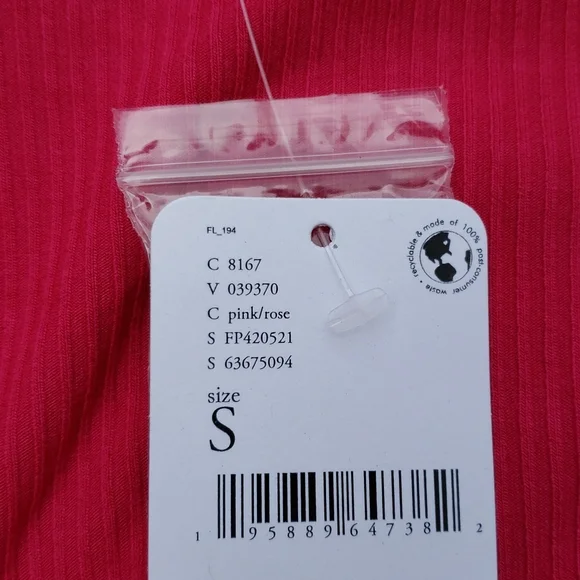 FL_194
recyclable & made of 100% post-consumer waste •
C 8167
V 039370
C pink/rose
S FP420521
S 63675094
size
S
1 95889 64738 2